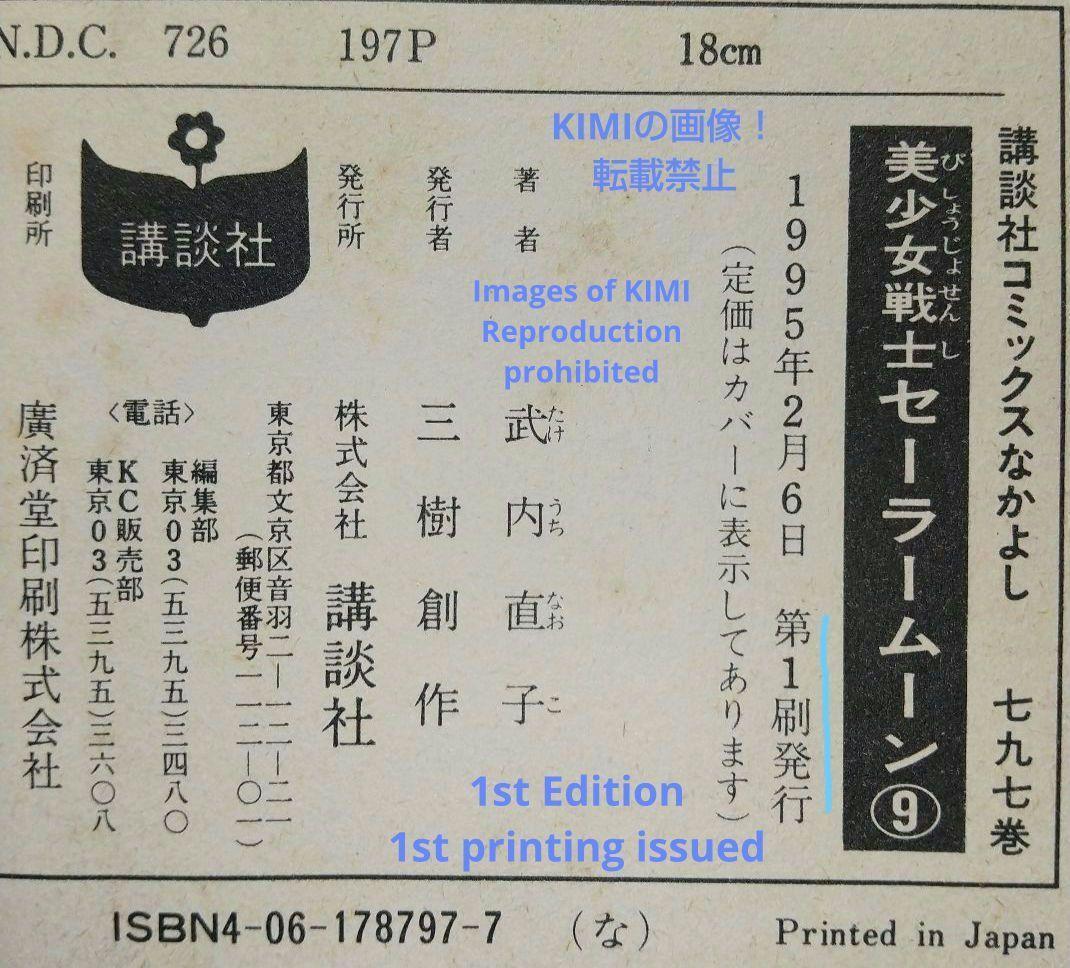 N.D.C. 726 197P 18cm
講談社コミックスなかよし 七九七巻
美少女戦士セーラームーン⑨
びしょうじょせんし
1995年2月6日 第1刷発行
(定価はカバーに表示してあります)
著者 武内直子
たけうちなおこ
発行者 三樹創作
発行所 株式会社 講談社
東京都文京区音羽二―一二―二一
(郵便番号一一二―〇一)
〈電話〉
編集部
東京03(五三九五)三四八〇
KC販売部
東京03(五三九五)三六〇八
講談社
印刷所 廣済堂印刷株式会社
KIMIの画像!
転載禁止
Images of KIMI
Reproduction
prohibited
1st Edition
1st printing issued
ISBN4-06-178797-7 (な) Printed in Japan